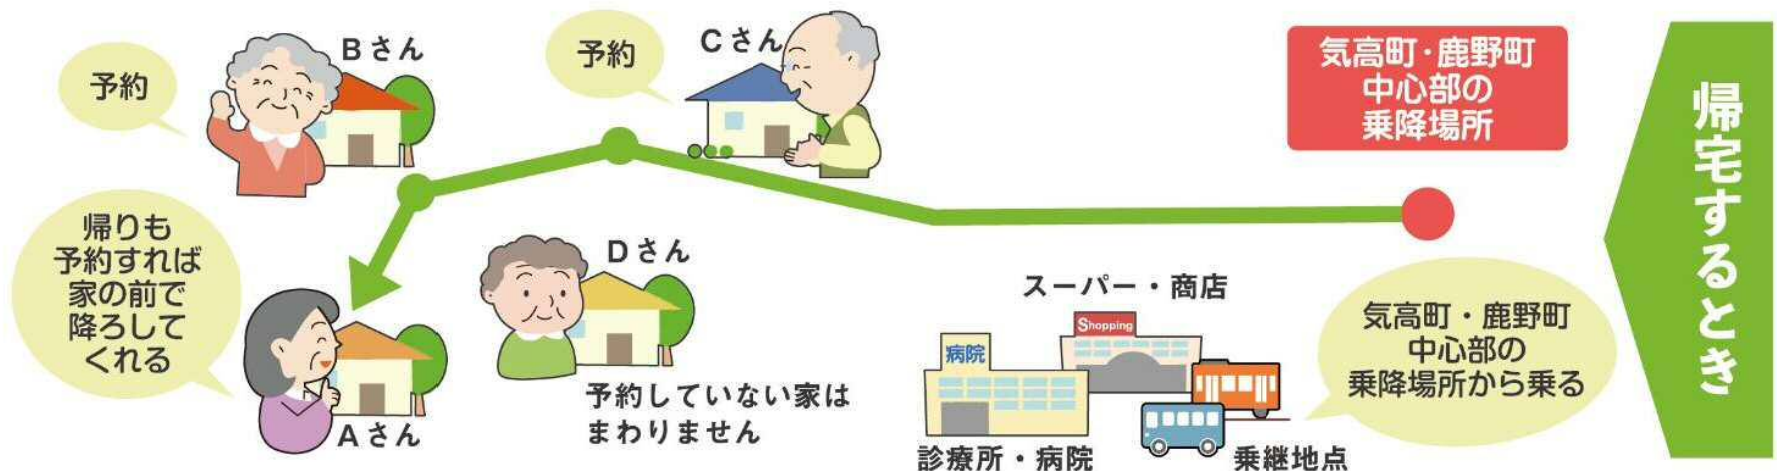 帰宅するとき
気高町・鹿野町
中心部の
乗降場所
Cさん
予約
Bさん
予約
帰りも
予約すれば
家の前で
降ろして
くれる
Aさん
Dさん
予約していない家は
まわりません
スーパー・商店
Shopping
病院
診療所・病院
乗継地点
気高町・鹿野町
中心部の
乗降場所から乗る